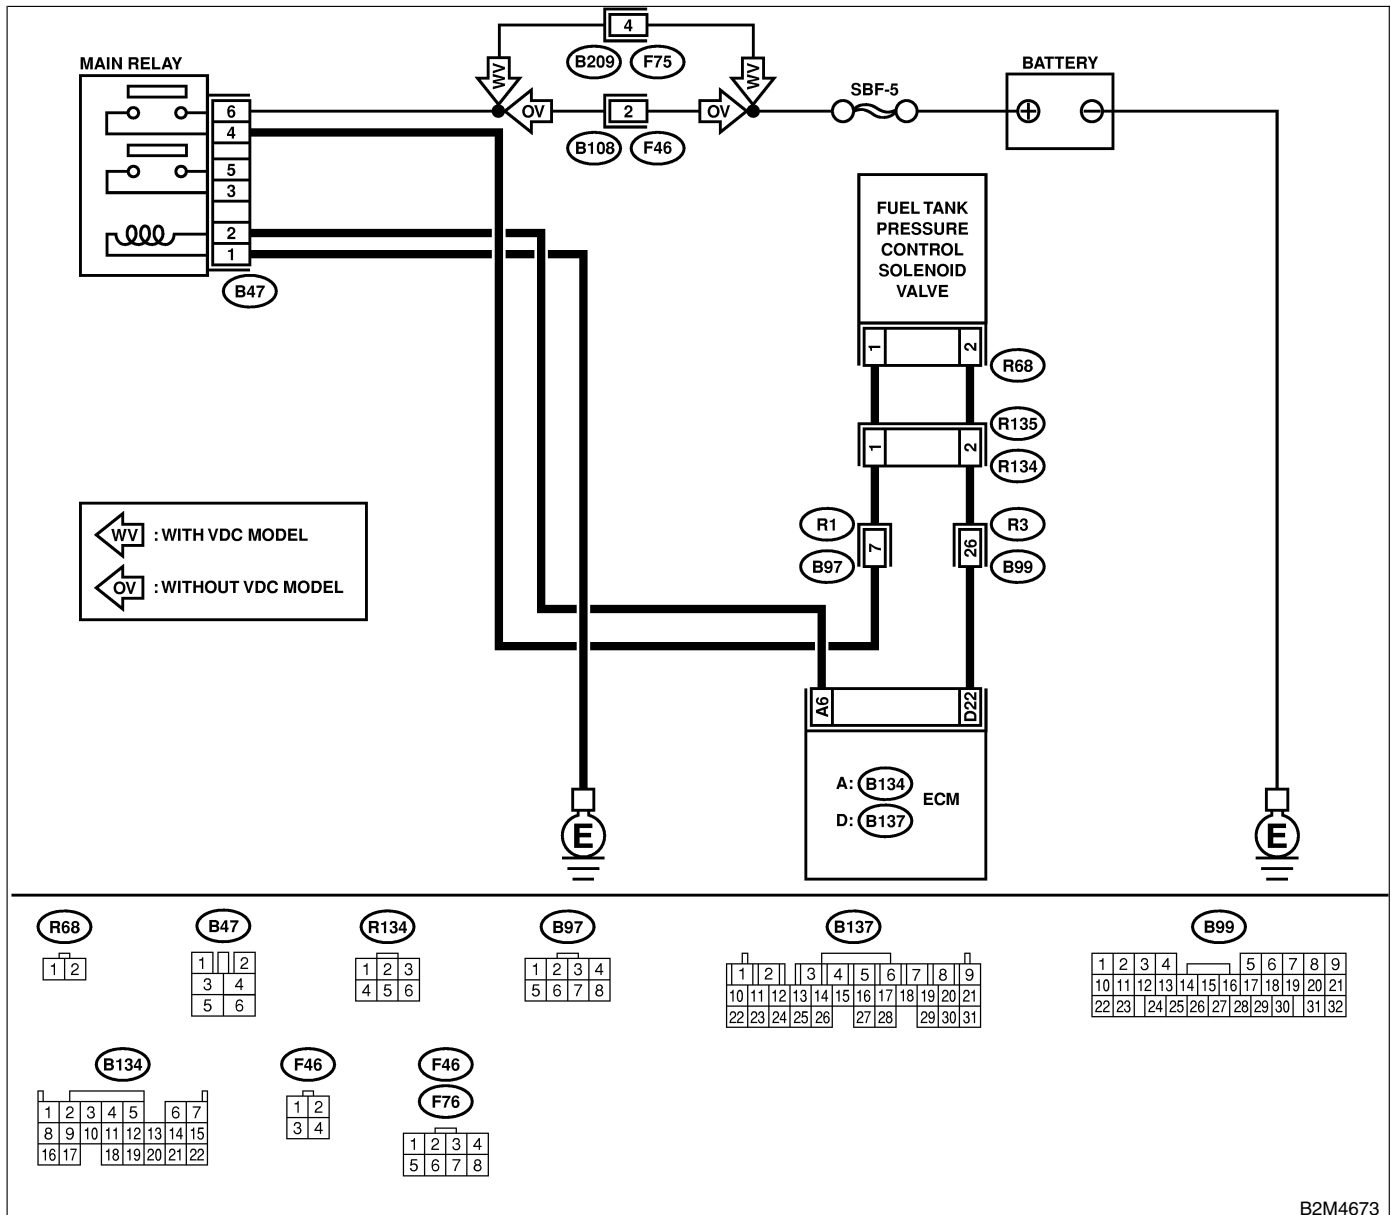 4
B209 F75
WV WV
MAIN RELAY
SBF-5
BATTERY
6
OV 2 OV
4
B108 F46
5
3
2
1
B47
FUEL TANK
PRESSURE
CONTROL
SOLENOID
VALVE
1 2
R68
R135
1 2
R134
R1 R3
7 26
B97 B99
WV : WITH VDC MODEL
OV : WITHOUT VDC MODEL
A6 D22
A: B134
ECM
D: B137
E E
R68
1 2
B47
1 2
3 4
5 6
R134
1 2 3
4 5 6
B97
1 2 3 4
5 6 7 8
B137
1 2 3 4 5 6 7 8 9
10 11 12 13 14 15 16 17 18 19 20 21
22 23 24 25 26 27 28 29 30 31
B99
1 2 3 4 5 6 7 8 9
10 11 12 13 14 15 16 17 18 19 20 21
22 23 24 25 26 27 28 29 30 31 32
B134
1 2 3 4 5 6 7
8 9 10 11 12 13 14 15
16 17 18 19 20 21 22
F46
1 2
3 4
F46
F76
1 2 3 4
5 6 7 8
B2M4673